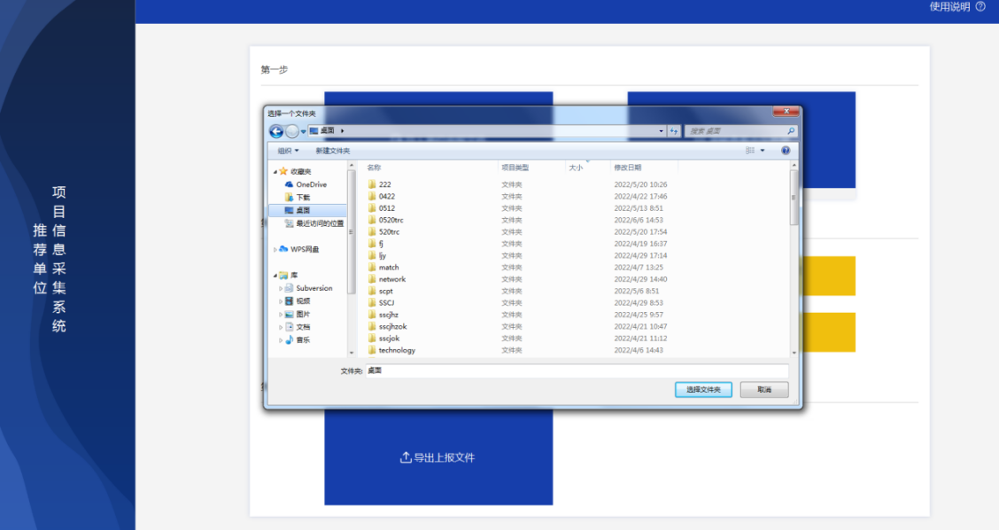 使用说明
项目信息采集系统
推荐单位
第一步
选择一个文件夹
桌面
搜索 桌面
组织
新建文件夹
收藏夹
OneDrive
下载
桌面
最近访问的位置
WPS网盘
库
Subversion
视频
图片
文档
音乐
名称 项目类型 大小 修改日期
222 文件夹 2022/5/20 10:26
0422 文件夹 2022/4/22 17:46
0512 文件夹 2022/5/13 8:51
0520trc 文件夹 2022/6/6 14:53
520trc 文件夹 2022/5/20 17:54
fj 文件夹 2022/4/19 16:37
ljy 文件夹 2022/4/29 17:14
match 文件夹 2022/4/7 13:25
network 文件夹 2022/4/29 14:40
scpt 文件夹 2022/5/6 8:51
SSCJ 文件夹 2022/4/29 8:53
sscjhz 文件夹 2022/4/25 9:57
sscjhzok 文件夹 2022/4/21 10:47
sscjok 文件夹 2022/4/21 11:12
technology 文件夹 2022/4/6 14:43
文件夹: 桌面
选择文件夹
取消
导出上报文件